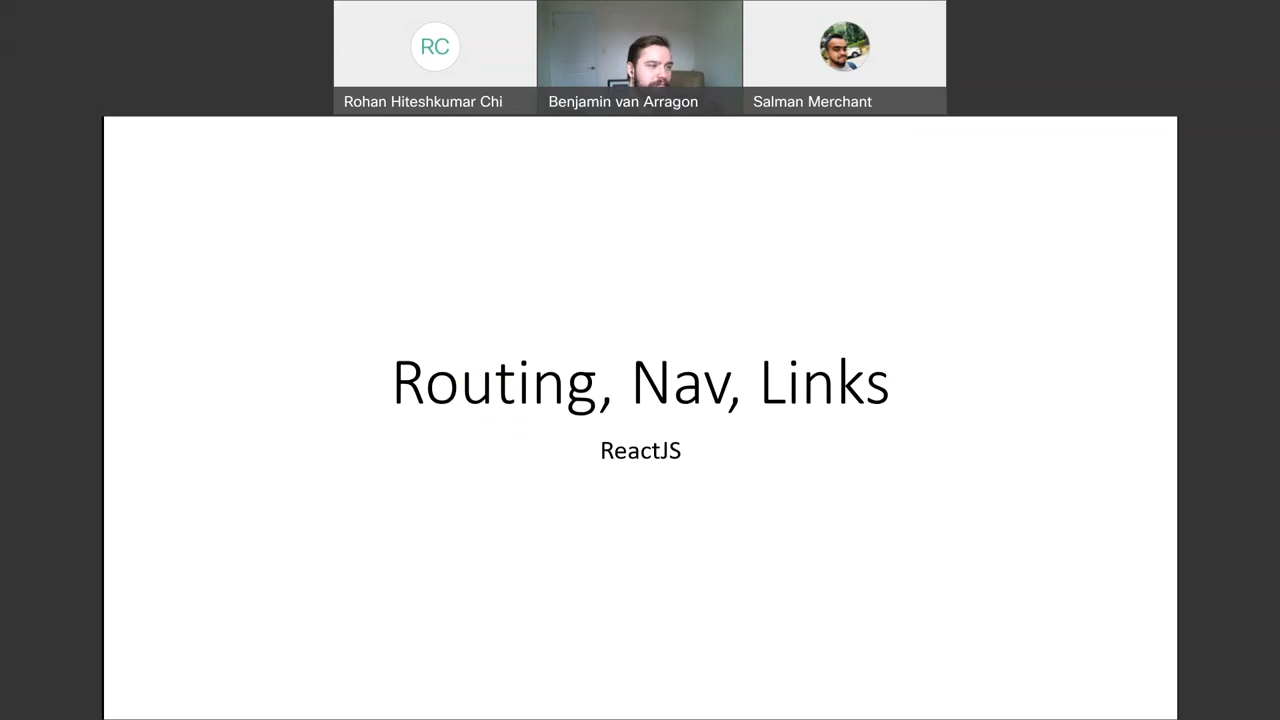 RC
Rohan Hiteshkumar Chi
Benjamin van Arragon
Salman Merchant
Routing, Nav, Links
ReactJS